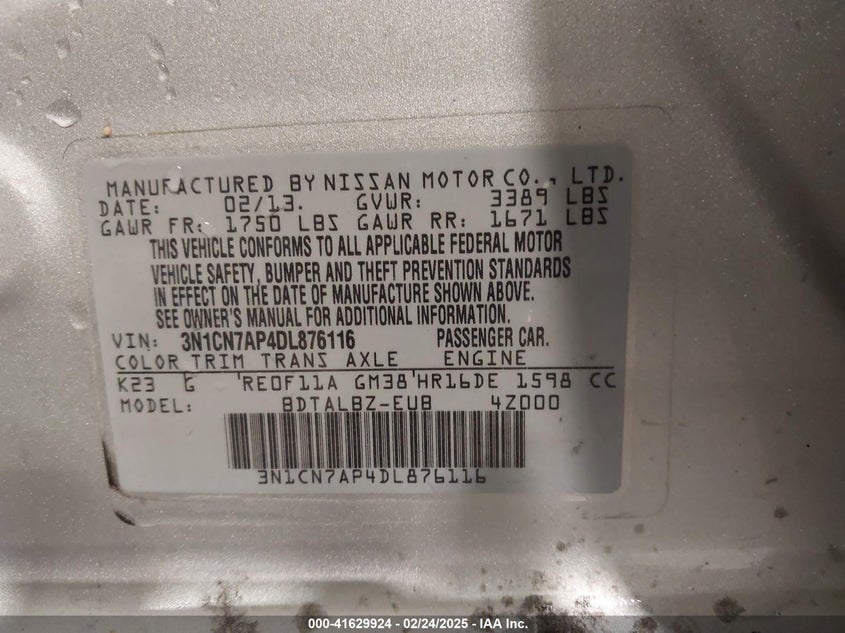 MANUFACTURED BY NISSAN MOTOR CO., LTD.
DATE: 02/13. GVWR: 3389 LBS
GAWR FR: 1750 LBS GAWR RR: 1671 LBS
THIS VEHICLE CONFORMS TO ALL APPLICABLE FEDERAL MOTOR
VEHICLE SAFETY, BUMPER AND THEFT PREVENTION STANDARDS
IN EFFECT ON THE DATE OF MANUFACTURE SHOWN ABOVE.
SEE OWNER'S MANUAL FOR ADDITIONAL INFORMATION.
VIN: 3N1CN7AP4DL876116 PASSENGER CAR.
COLOR TRIM TRANS AXLE ENGINE
K23 G RE0F11A GM38 HR16DE 1598 CC
MODEL: BDTALBZ-EUB 4Z000
3N1CN7AP4DL876116
000-41629924 - 02/24/2025 - IAA Inc.